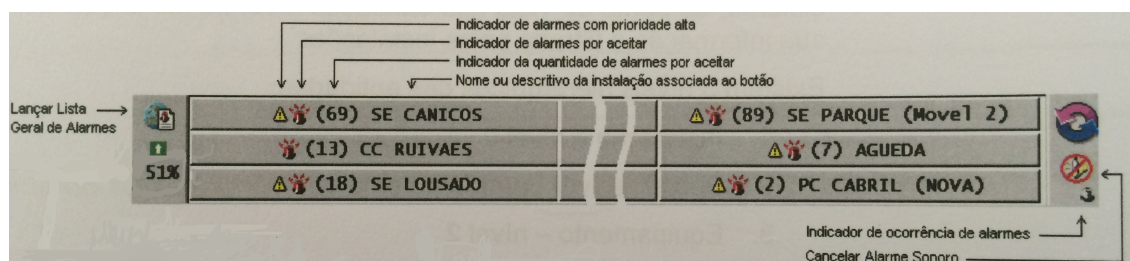 Indicador de alarmes com prioridade alta
Indicador de alarmes por aceitar
Indicador da quantidade de alarmes por aceitar
Nome ou descritivo da instalação associada ao botão
Lançar Lista
Geral de Alarmes
(69) SE CANICOS
(89) SE PARQUE (Movel 2)
(13) CC RUIVAES
(7) AGUEDA
51%
(18) SE LOUSADO
(2) PC CABRIL (NOVA)
Indicador de ocorrência de alarmes
Cancelar Alarme Sonoro